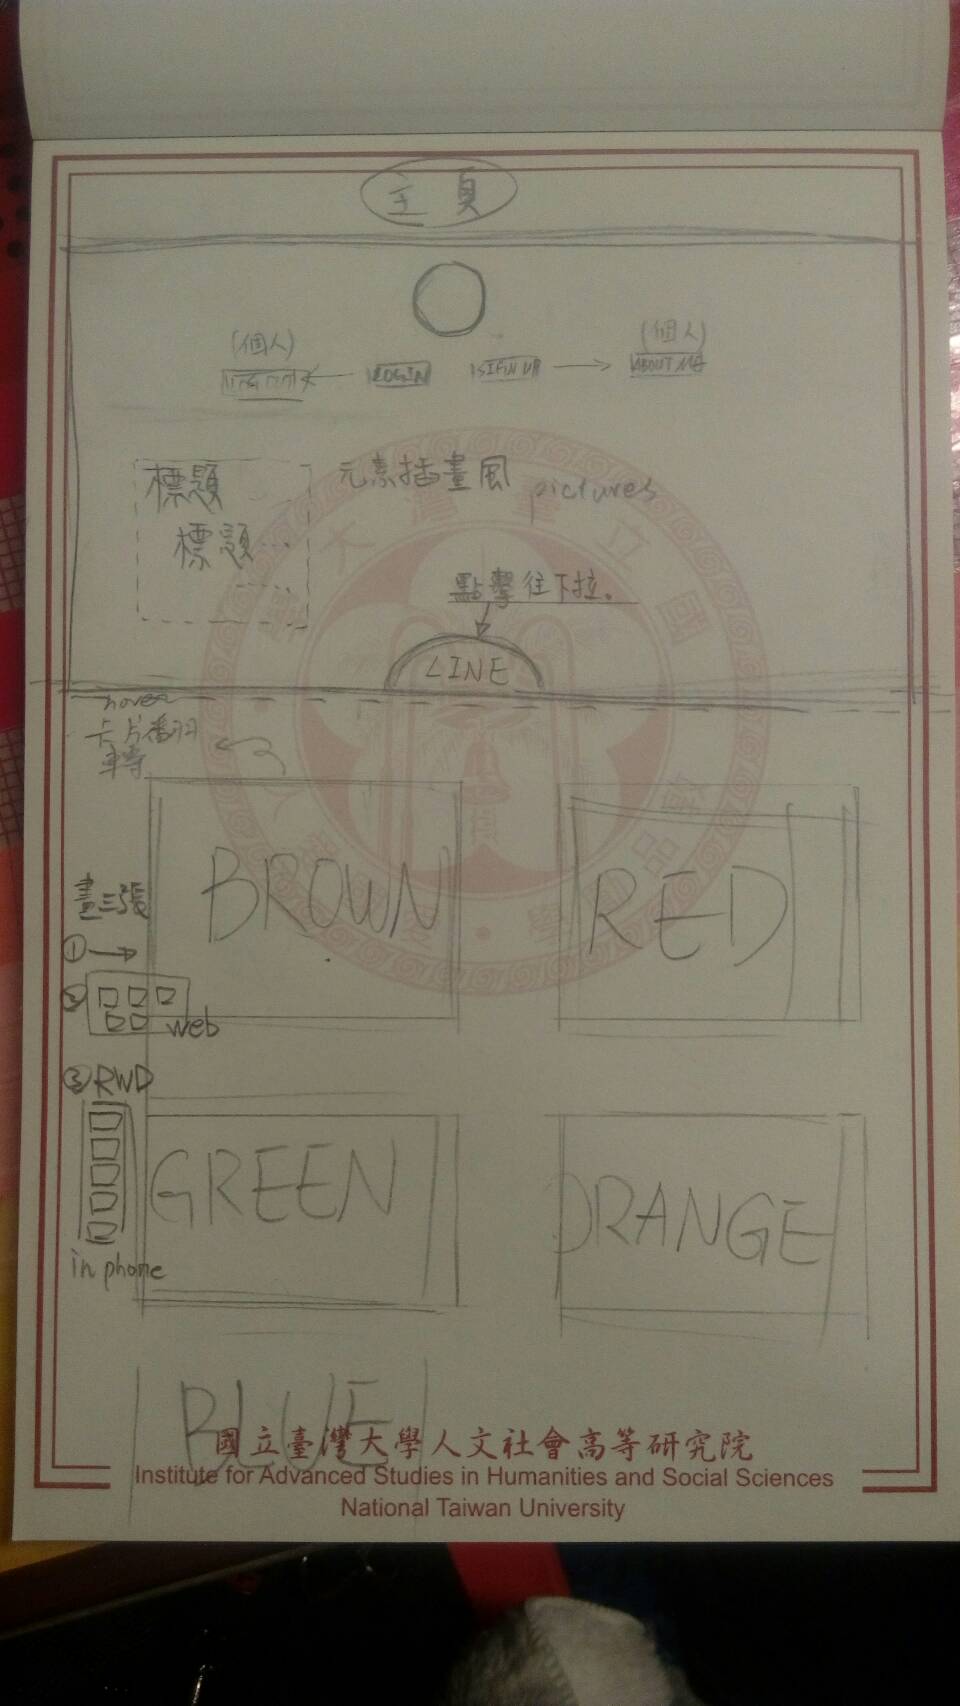 主頁
(個人)
(個人)
LOGIN
SIGN UP
ABOUT ME
標題
標題...
元素插畫風 pictures
點擊往下拉。
LINE
hover
卡片翻
轉
BROWN
RED
畫三張
①
② web
③ RWD
in phone
GREEN
ORANGE
BLUE
國立臺灣大學人文社會高等研究院
Institute for Advanced Studies in Humanities and Social Sciences
National Taiwan University